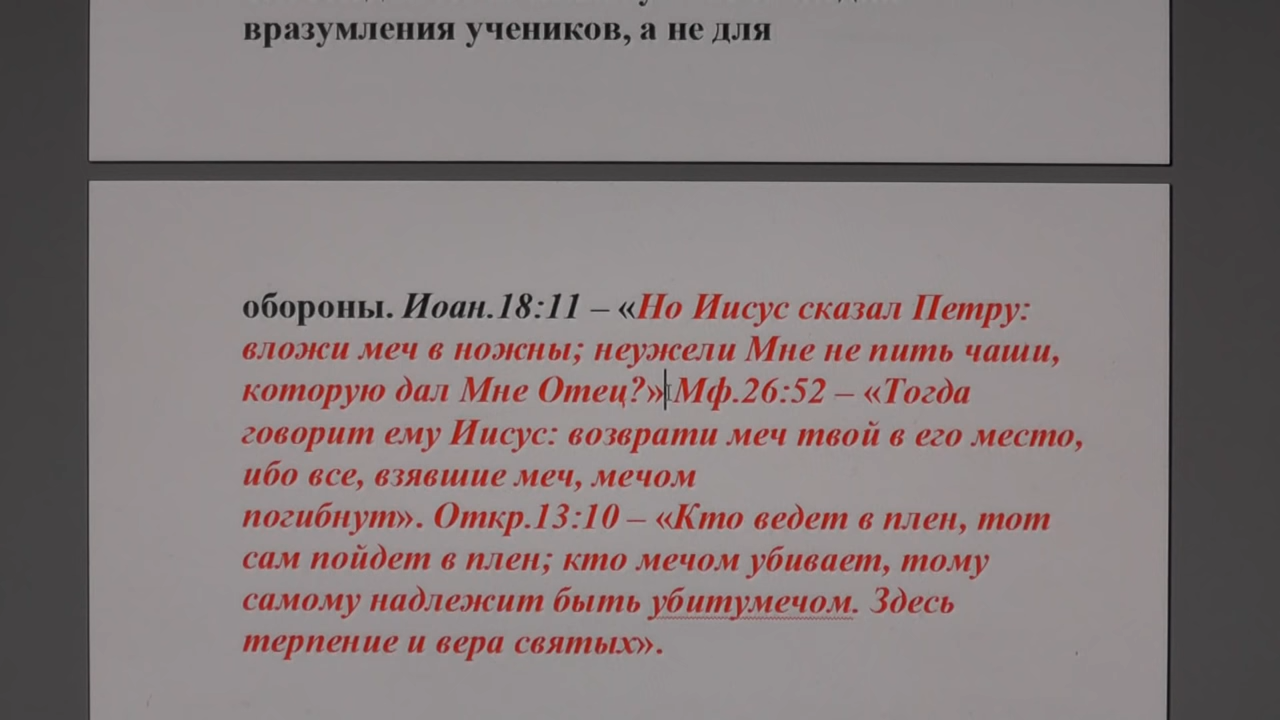 вразумления учеников, а не для
обороны. Иоан.18:11 – «Но Иисус сказал Петру:
вложи меч в ножны; неужели Мне не пить чаши,
которую дал Мне Отец?» Мф.26:52 – «Тогда
говорит ему Иисус: возврати меч твой в его место,
ибо все, взявшие меч, мечом
погибнут». Откр.13:10 – «Кто ведет в плен, тот
сам пойдет в плен; кто мечом убивает, тому
самому надлежит быть убитумечом. Здесь
терпение и вера святых».